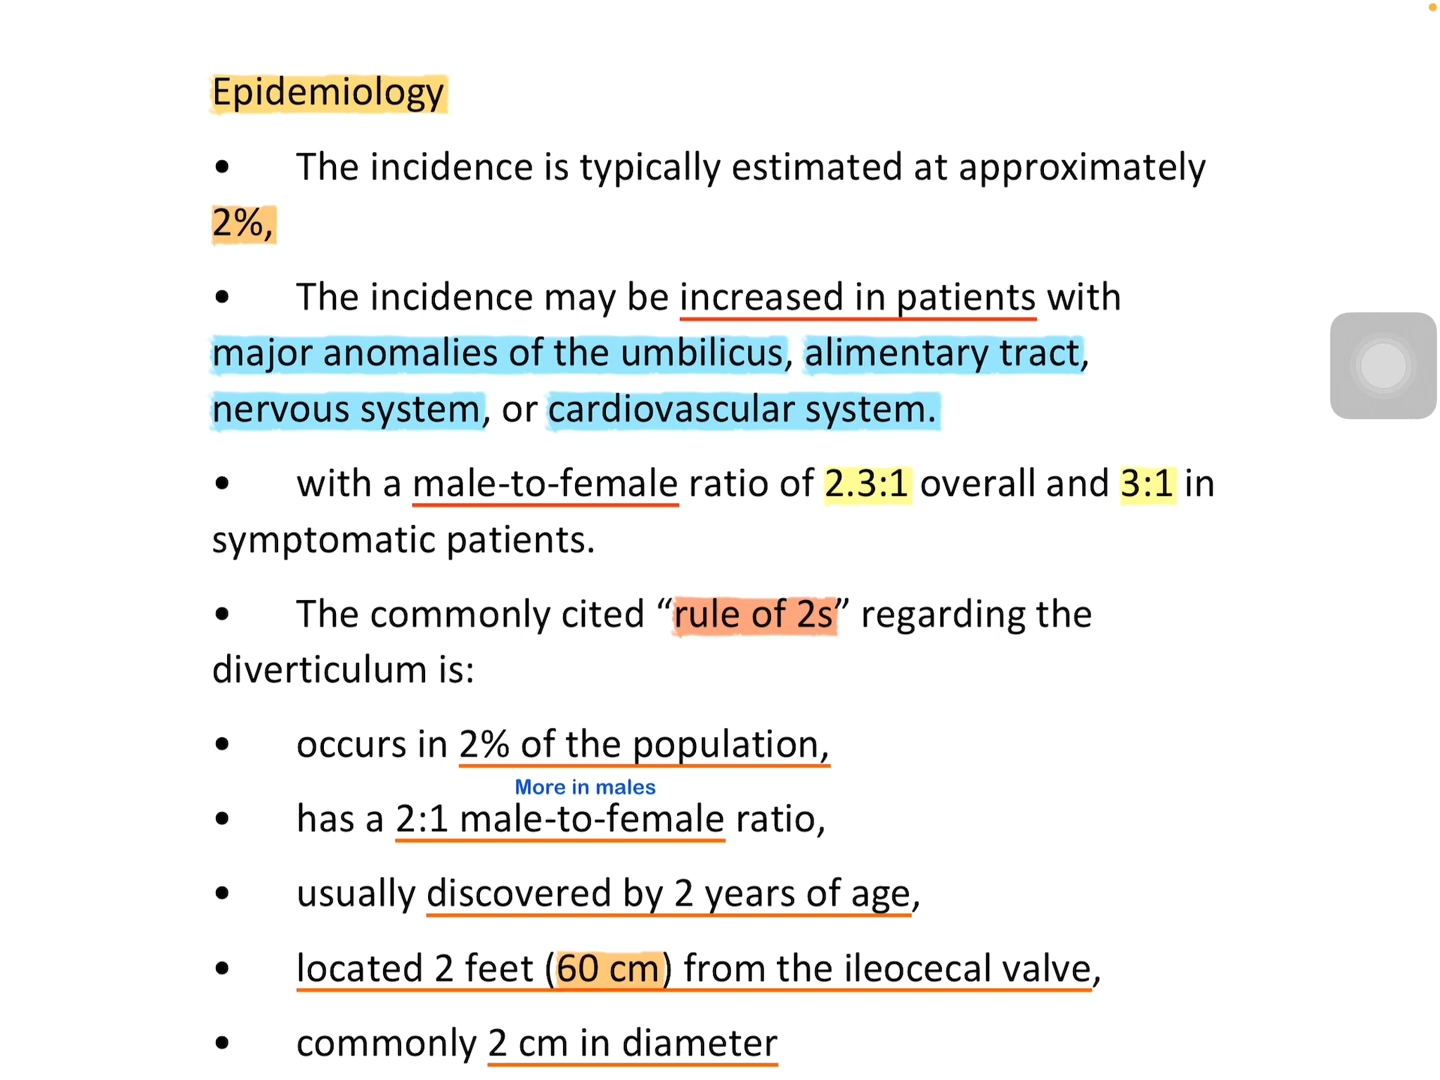 Epidemiology
• The incidence is typically estimated at approximately
2%,
• The incidence may be increased in patients with
major anomalies of the umbilicus, alimentary tract,
nervous system, or cardiovascular system.
• with a male-to-female ratio of 2.3:1 overall and 3:1 in
symptomatic patients.
• The commonly cited “rule of 2s” regarding the
diverticulum is:
• occurs in 2% of the population,
More in males
• has a 2:1 male-to-female ratio,
• usually discovered by 2 years of age,
• located 2 feet (60 cm) from the ileocecal valve,
• commonly 2 cm in diameter